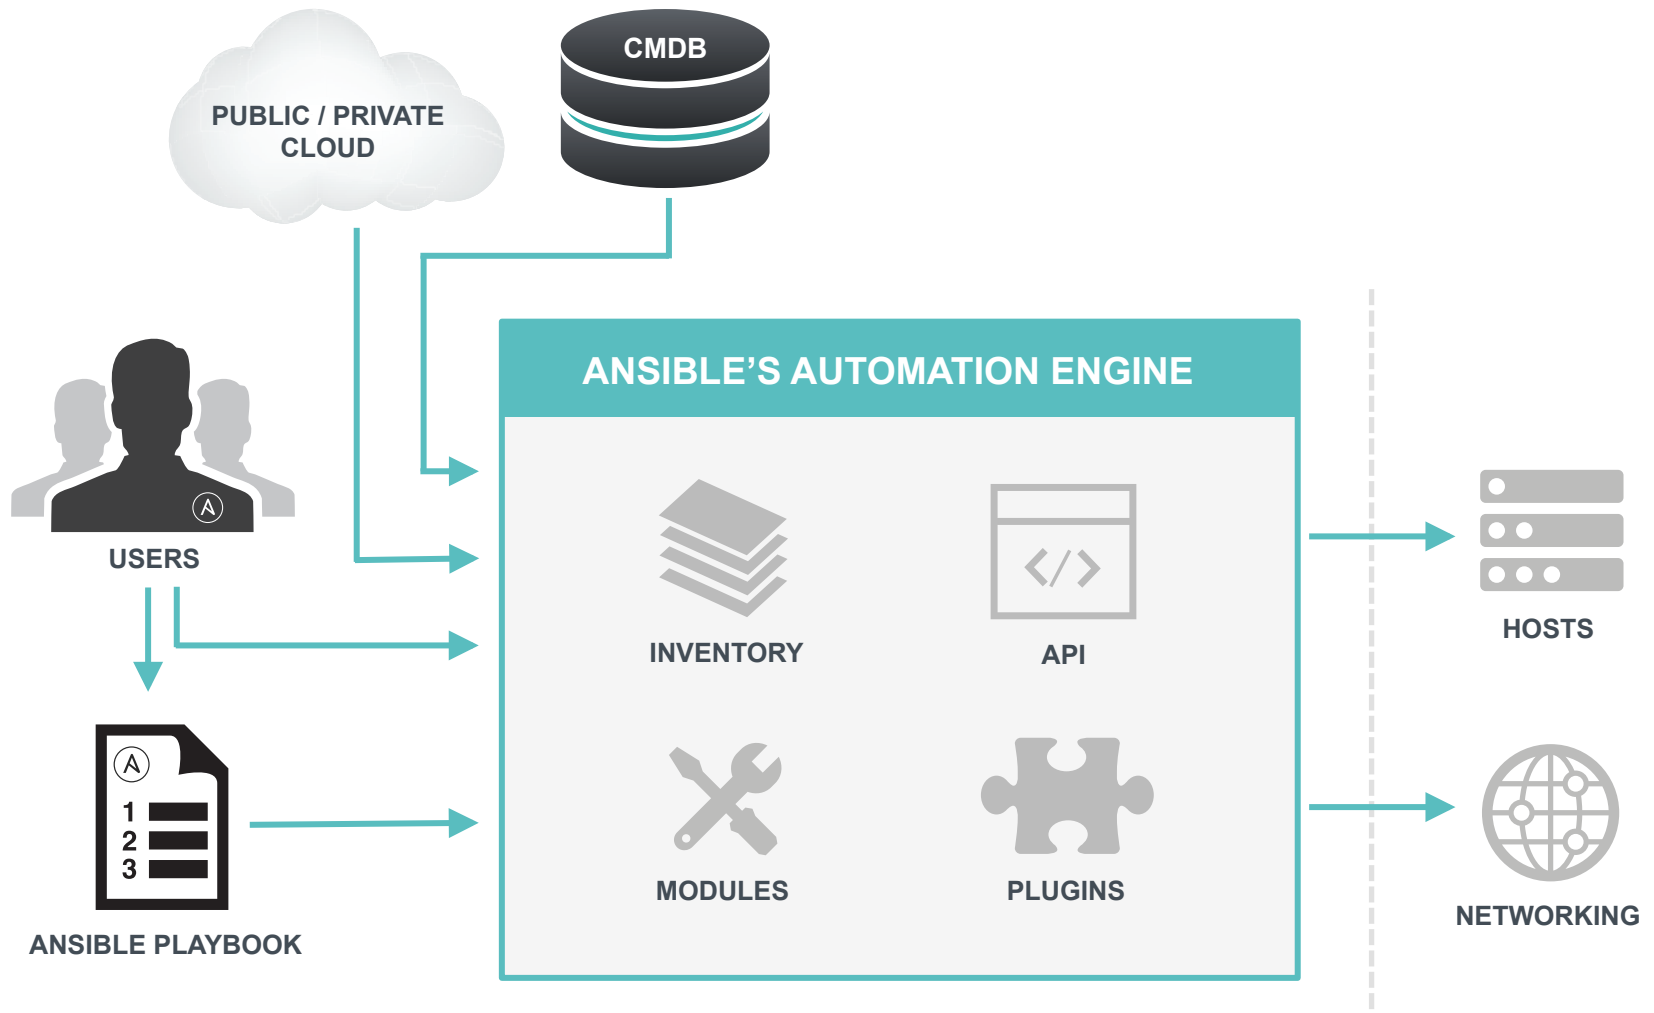 PUBLIC / PRIVATE
CLOUD
CMDB
ANSIBLE’S AUTOMATION ENGINE
USERS
INVENTORY
API
HOSTS
1
2
3
MODULES
PLUGINS
NETWORKING
ANSIBLE PLAYBOOK